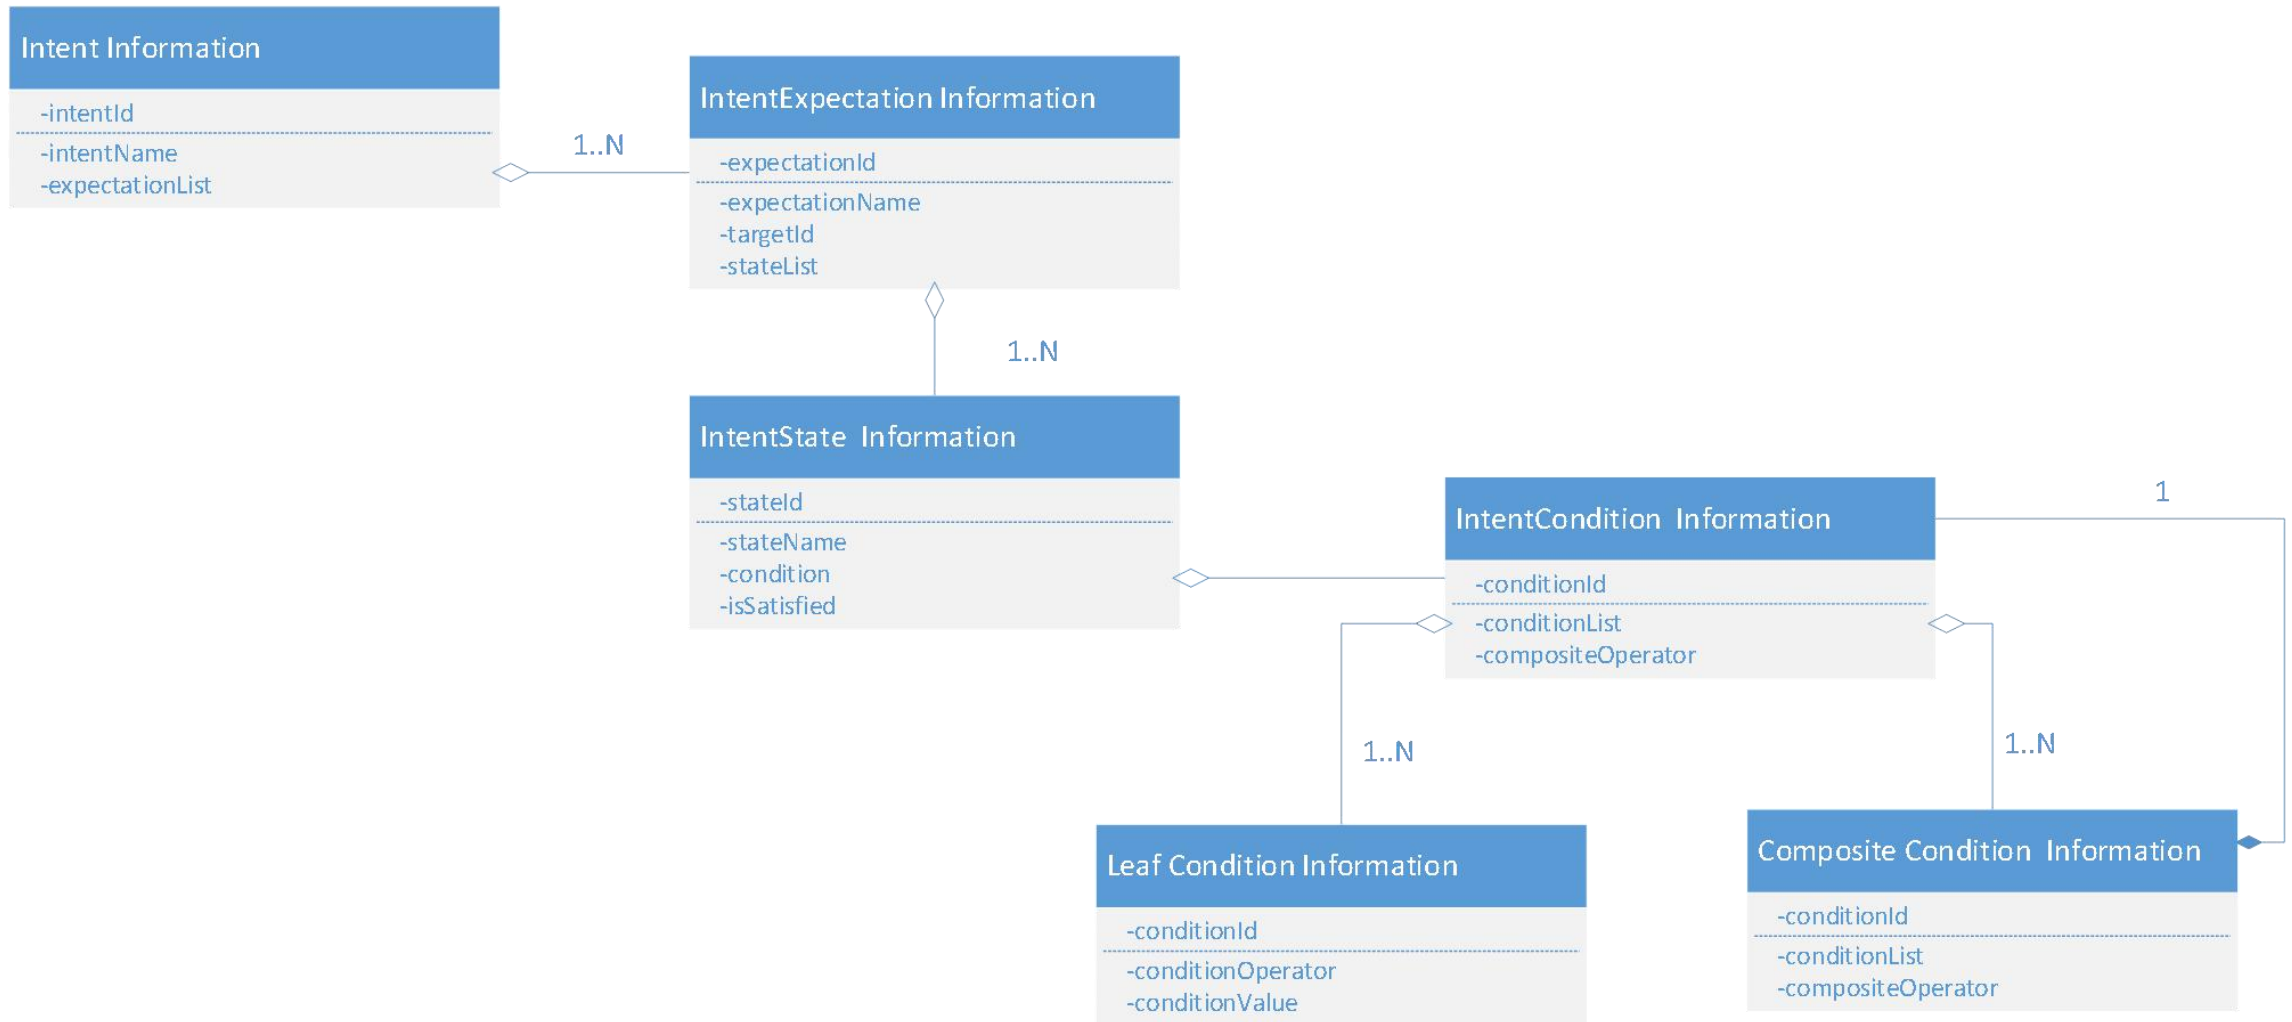 Intent Information
-intentId
-intentName
-expectationList
1..N
IntentExpectation Information
-expectationId
-expectationName
-targetId
-stateList
1..N
IntentState Information
-stateId
-stateName
-condition
-isSatisfied
IntentCondition Information
-conditionId
-conditionList
-compositeOperator
1
1..N
1..N
Leaf Condition Information
-conditionId
-conditionOperator
-conditionValue
Composite Condition Information
-conditionId
-conditionList
-compositeOperator